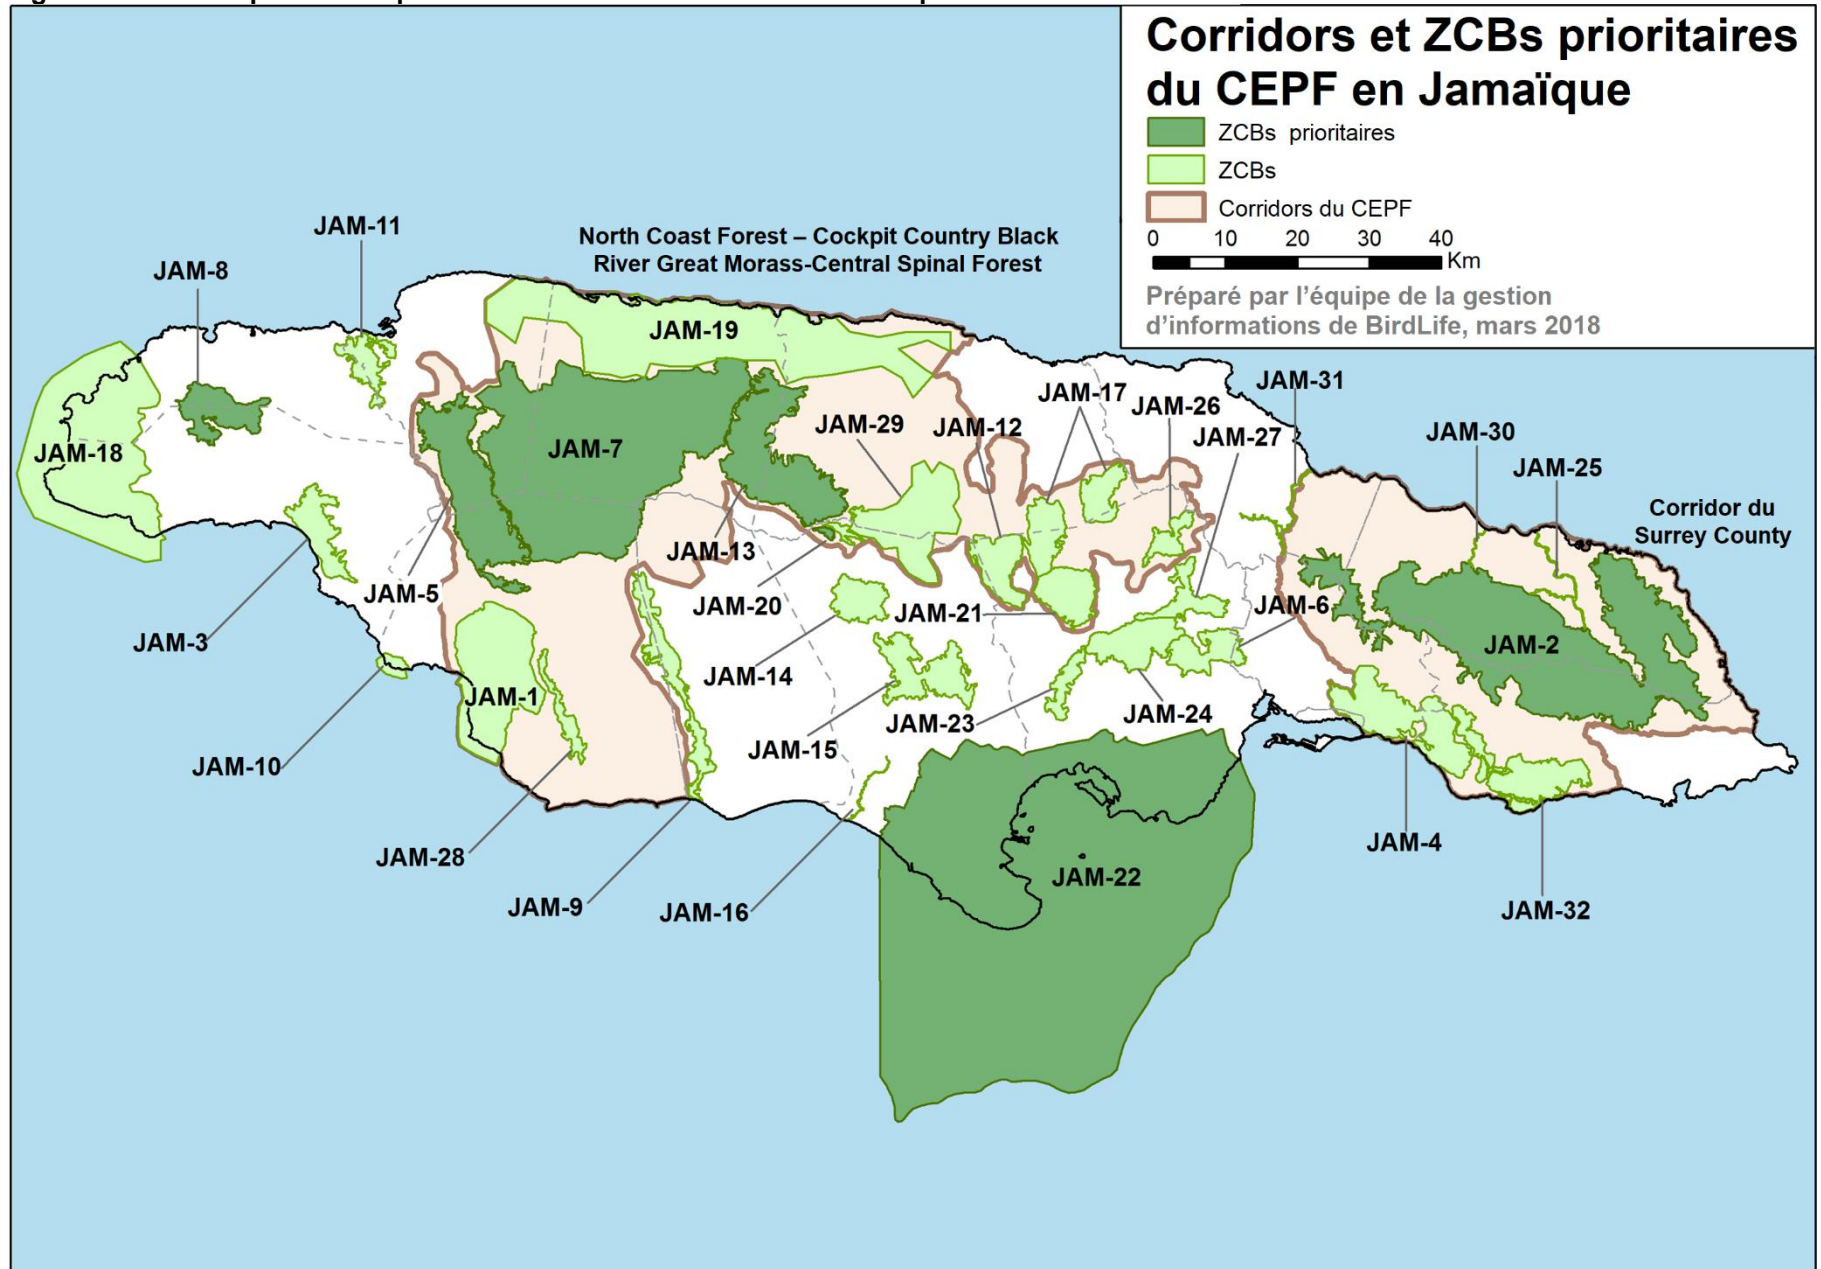 Corridors et ZCBs prioritaires
du CEPF en Jamaïque
ZCBs prioritaires
ZCBs
Corridors du CEPF
0 10 20 30 40
Km
Préparé par l'équipe de la gestion
d'informations de BirdLife, mars 2018
North Coast Forest – Cockpit Country Black
River Great Morass-Central Spinal Forest
Corridor du
Surrey County
JAM-11
JAM-8
JAM-19
JAM-18
JAM-7
JAM-29
JAM-12
JAM-17
JAM-26
JAM-31
JAM-27
JAM-30
JAM-25
JAM-13
JAM-5
JAM-20
JAM-21
JAM-6
JAM-3
JAM-2
JAM-14
JAM-1
JAM-23
JAM-24
JAM-15
JAM-10
JAM-28
JAM-4
JAM-22
JAM-9
JAM-16
JAM-32